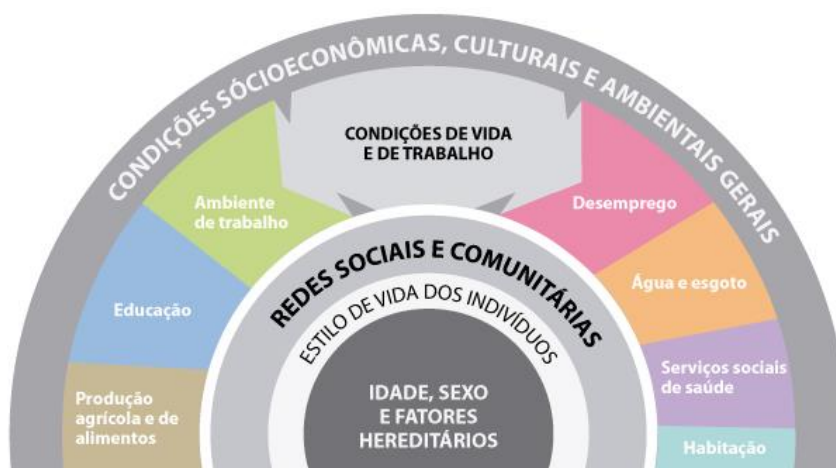 CONDIÇÕES SÓCIOECONÔMICAS, CULTURAIS E AMBIENTAIS GERAIS
CONDIÇÕES DE VIDA
E DE TRABALHO
Ambiente
de trabalho
Desemprego
Educação
Água e esgoto
Produção
agrícola e de
alimentos
Serviços sociais
de saúde
Habitação
REDES SOCIAIS E COMUNITÁRIAS
ESTILO DE VIDA DOS INDIVÍDUOS
IDADE, SEXO
E FATORES
HEREDITÁRIOS